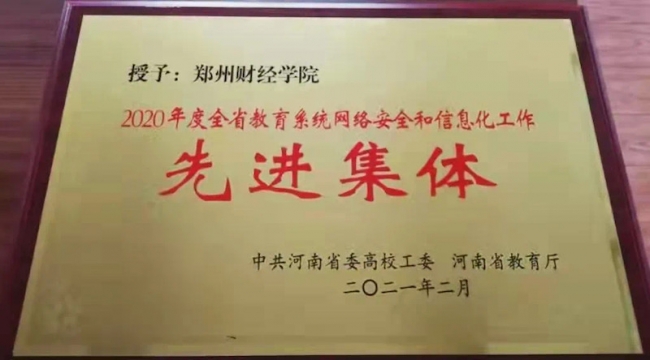 授予：郑州财经学院
2020年度全省教育系统网络安全和信息化工作
先进集体
中共河南省委高校工委 河南省教育厅
二〇二一年二月